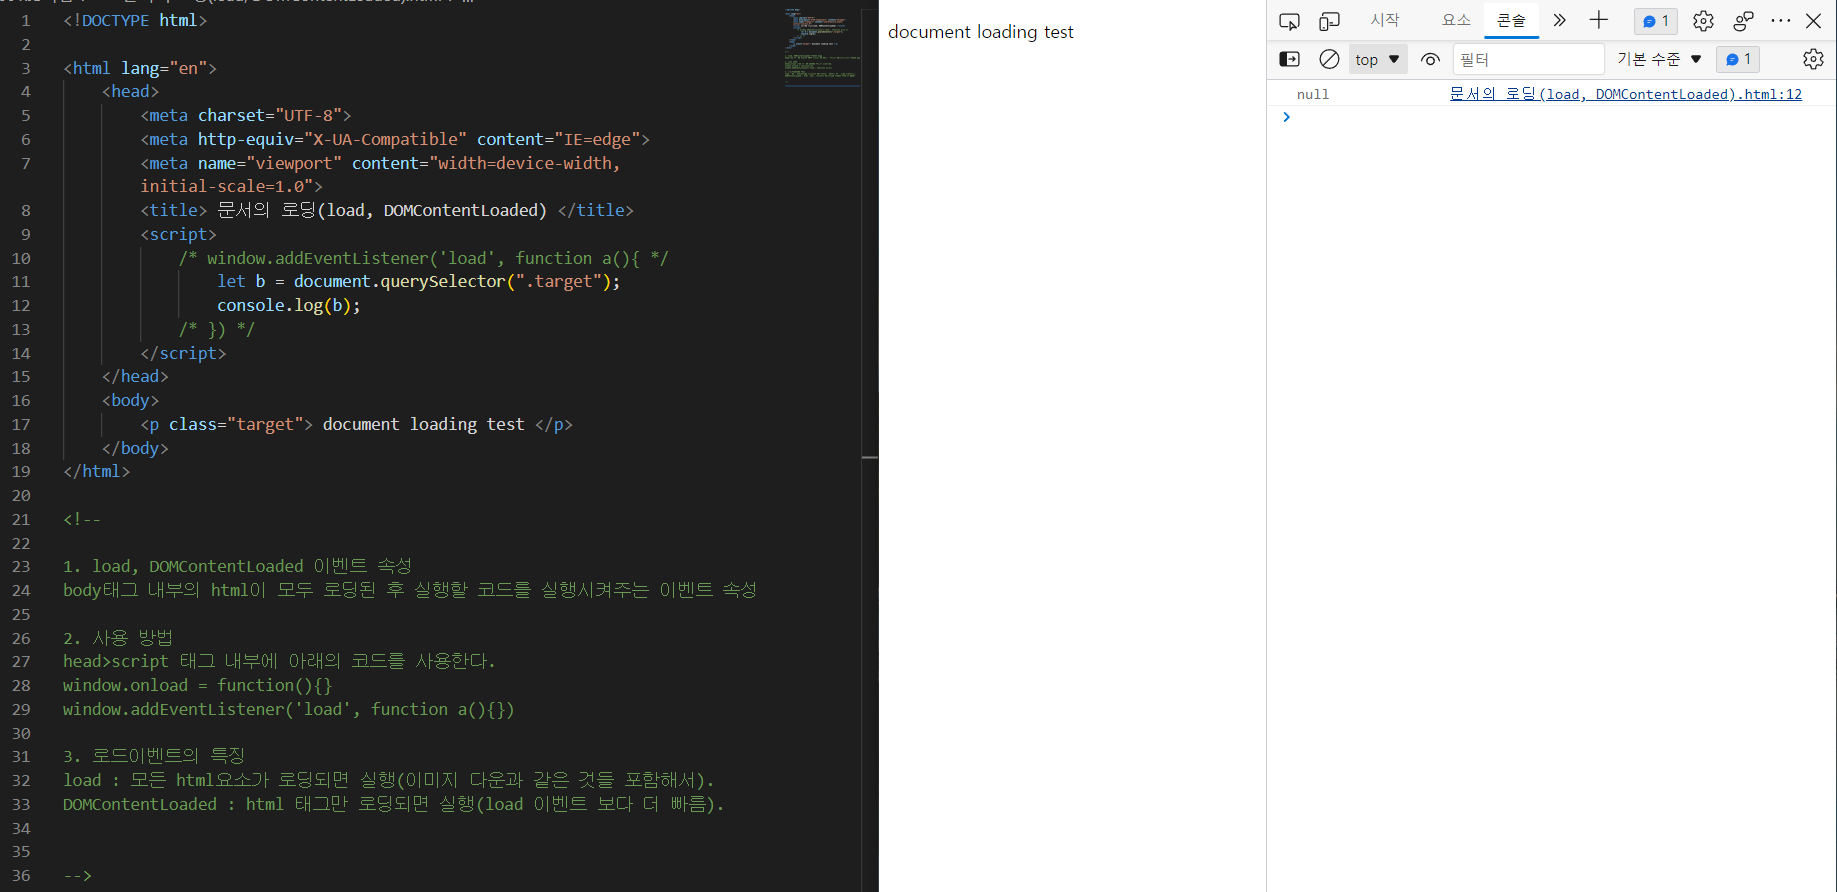 1 <!DOCTYPE html>
2
3 <html lang="en">
4 <head>
5 <meta charset="UTF-8">
6 <meta http-equiv="X-UA-Compatible" content="IE=edge">
7 <meta name="viewport" content="width=device-width,
initial-scale=1.0">
8 <title> 문서의 로딩(load, DOMContentLoaded) </title>
9 <script>
10 /* window.addEventListener('load', function a(){ */
11 let b = document.querySelector(".target");
12 console.log(b);
13 /* }) */
14 </script>
15 </head>
16 <body>
17 <p class="target"> document loading test </p>
18 </body>
19 </html>
20
21 <!--
22
23 1. load, DOMContentLoaded 이벤트 속성
24 body태그 내부의 html이 모두 로딩된 후 실행할 코드를 실행시켜주는 이벤트 속성
25
26 2. 사용 방법
27 head>script 태그 내부에 아래의 코드를 사용한다.
28 window.onload = function(){}
29 window.addEventListener('load', function a(){})
30
31 3. 로드이벤트의 특징
32 load : 모든 html요소가 로딩되면 실행(이미지 다운과 같은 것들 포함해서).
33 DOMContentLoaded : html 태그만 로딩되면 실행(load 이벤트 보다 더 빠름).
34
35
36 -->
document loading test
시작 요소 콘솔 1
top 필터 기본 수준 1
null 문서의 로딩(load, DOMContentLoaded).html:12